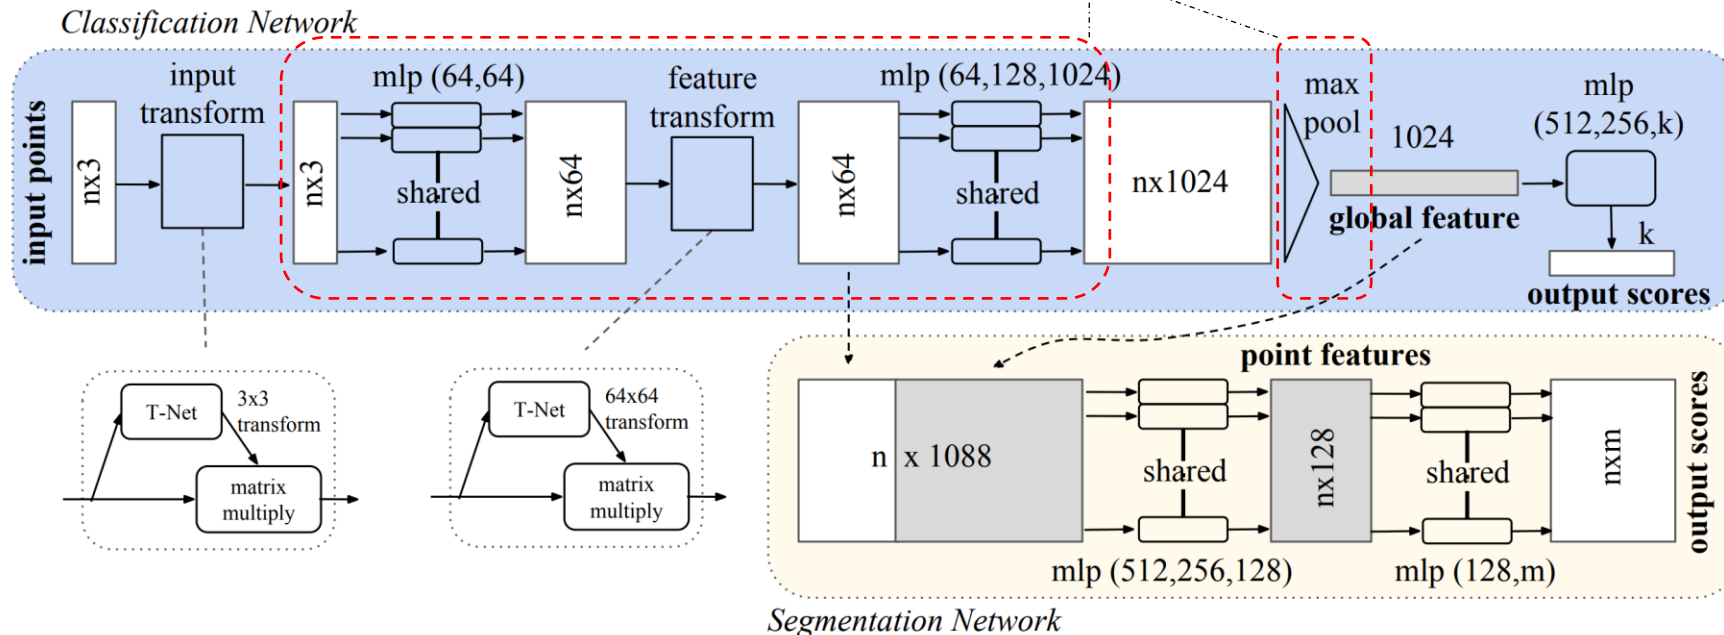 Classification Network
input points
nx3
input
transform
nx3
mlp (64,64)
shared
nx64
feature
transform
nx64
mlp (64,128,1024)
shared
nx1024
max
pool
1024
global feature
mlp
(512,256,k)
k
output scores
T-Net
3x3
transform
matrix
multiply
T-Net
64x64
transform
matrix
multiply
point features
n x 1088
shared
mlp (512,256,128)
nx128
shared
mlp (128,m)
nxm
output scores
Segmentation Network